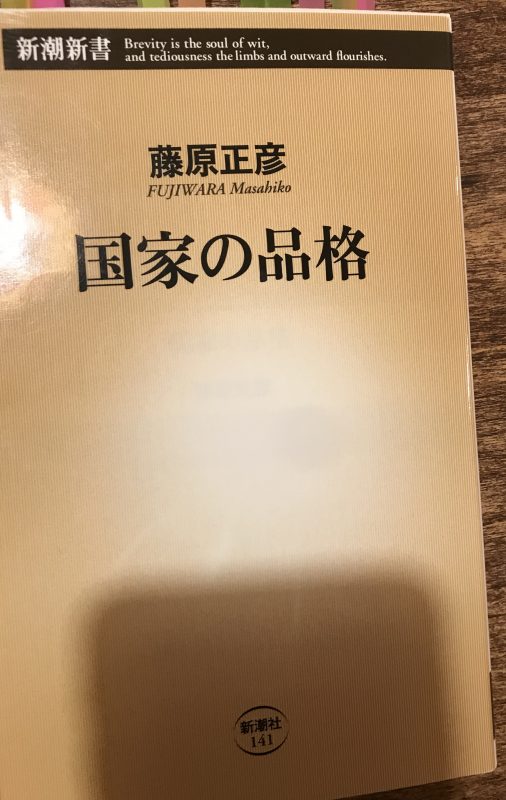 新潮新書
Brevity is the soul of wit,
and tediousness the limbs and outward flourishes.
藤原正彦
FUJIWARA Masahiko
国家の品格
新潮社
141